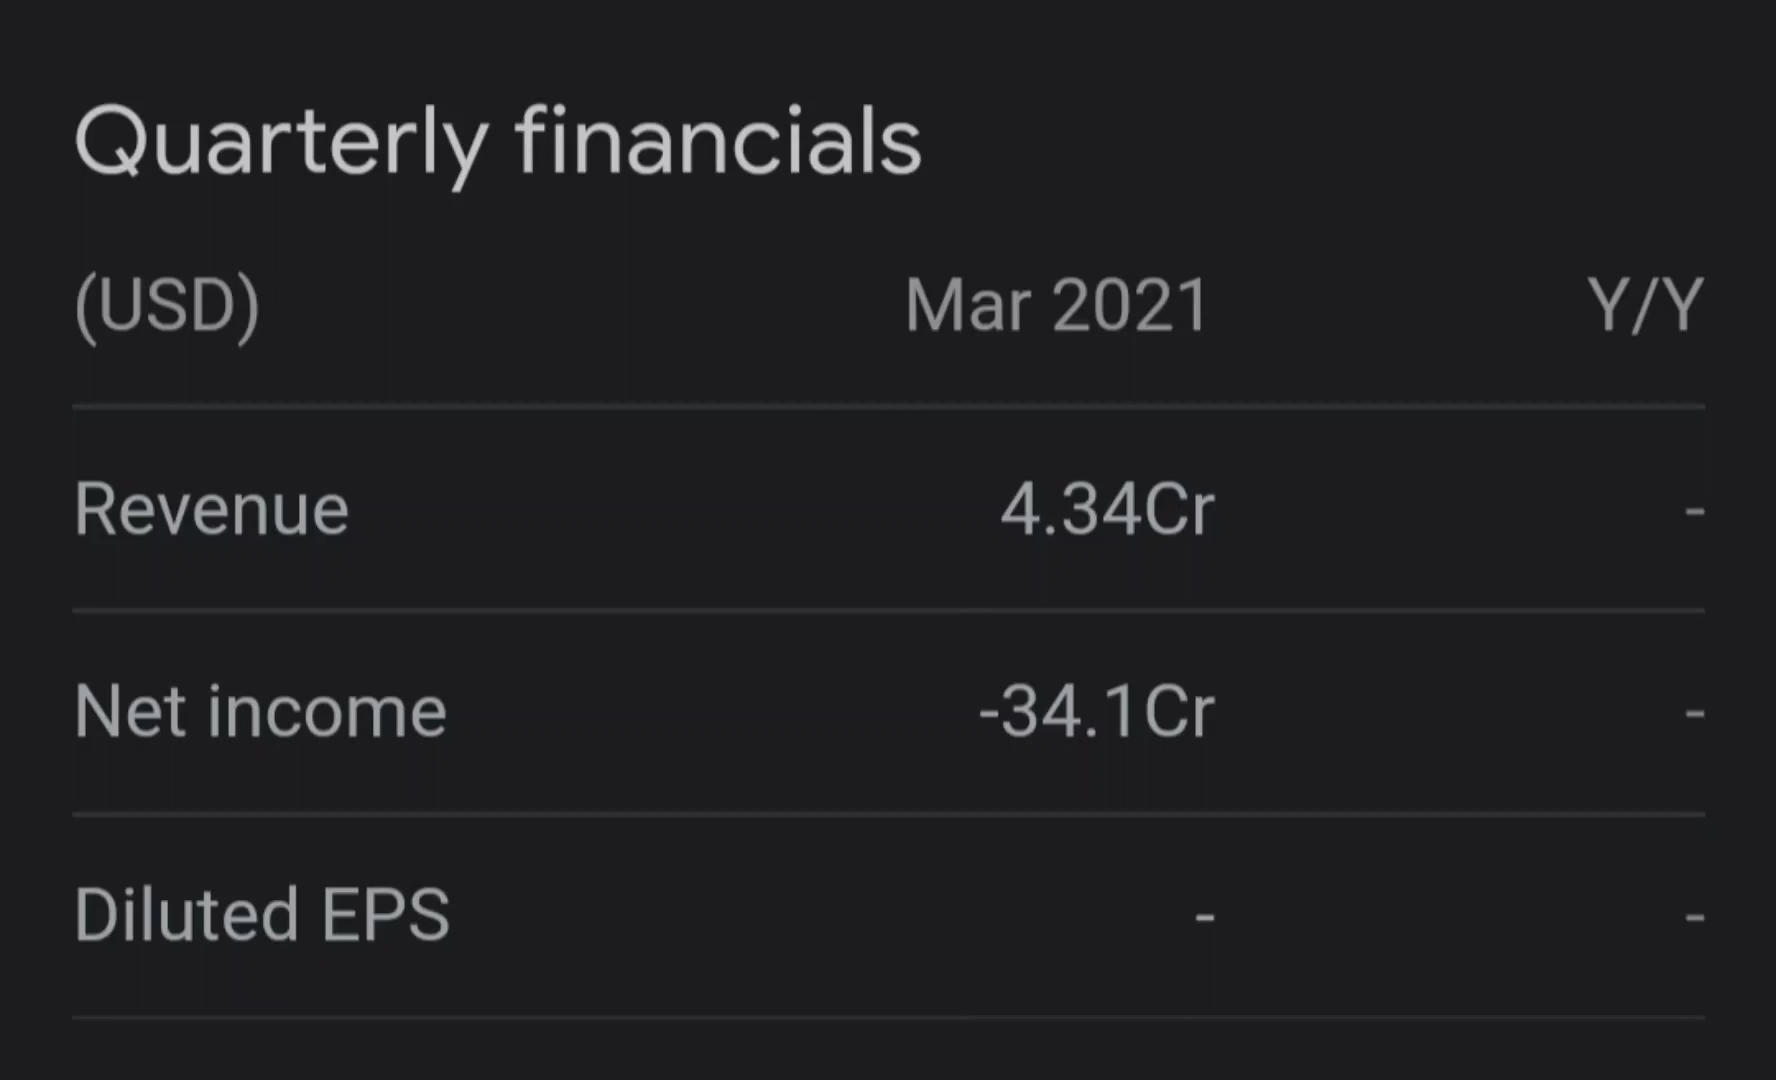 Quarterly financials
(USD) Mar 2021 Y/Y
Revenue 4.34Cr -
Net income -34.1Cr -
Diluted EPS - -